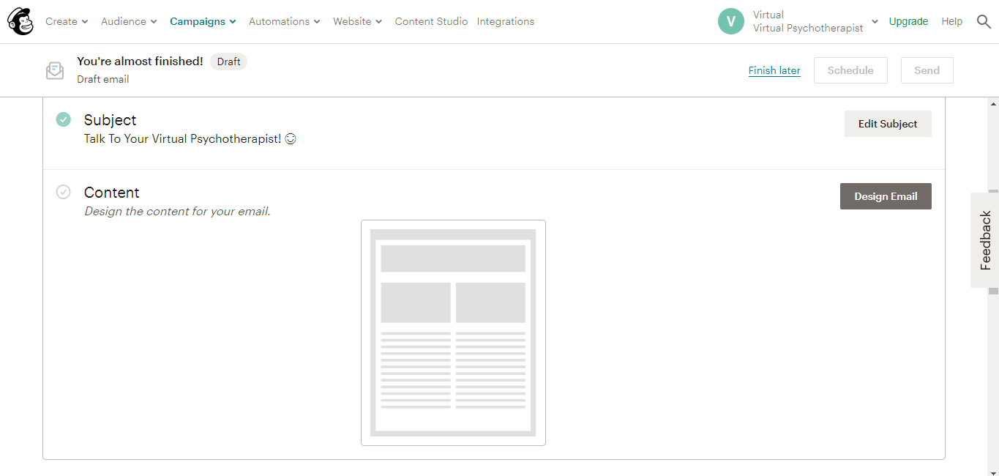 Create Audience Campaigns Automations Website Content Studio Integrations
V
Virtual
Virtual Psychotherapist
Upgrade Help
You're almost finished! Draft
Draft email
Finish later Schedule Send
Subject
Talk To Your Virtual Psychotherapist! ☺
Edit Subject
Content
Design the content for your email.
Design Email
Feedback